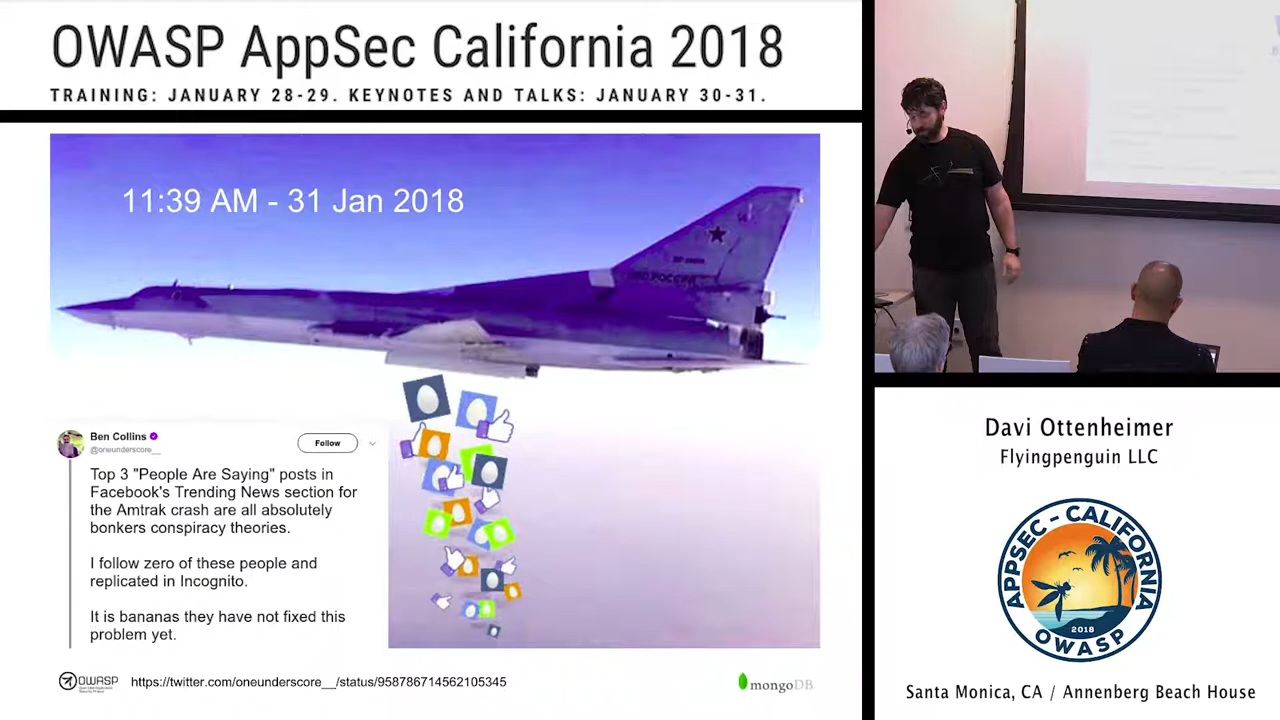 OWASP AppSec California 2018
TRAINING: JANUARY 28-29. KEYNOTES AND TALKS: JANUARY 30-31.
11:39 AM - 31 Jan 2018
Ben Collins
@oneunderscore__
Follow
Top 3 "People Are Saying" posts in
Facebook's Trending News section for
the Amtrak crash are all absolutely
bonkers conspiracy theories.
I follow zero of these people and
replicated in Incognito.
It is bananas they have not fixed this
problem yet.
OWASP
https://twitter.com/oneunderscore__/status/958786714562105345
mongoDB
Davi Ottenheimer
Flyingpenguin LLC
APPSEC - CALIFORNIA
2018
OWASP
Santa Monica, CA / Annenberg Beach House